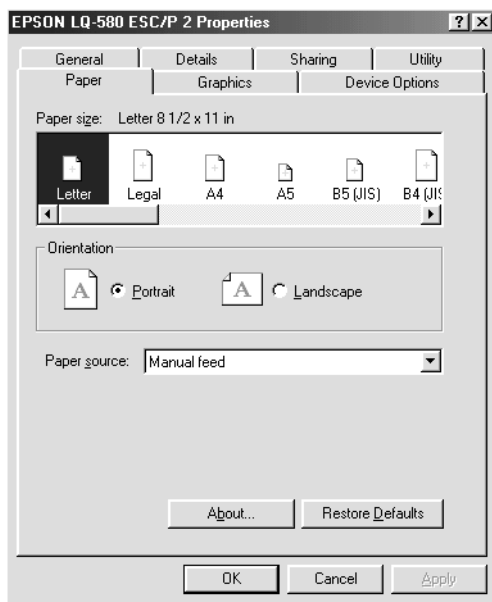 EPSON LQ-580 ESC/P 2 Properties
General Details Sharing Utility
Paper Graphics Device Options
Paper size: Letter 8 1/2 x 11 in
Letter Legal A4 A5 B5 (JIS) B4 (JIS
Orientation
A Portrait A Landscape
Paper source: Manual feed
About... Restore Defaults
OK Cancel Apply